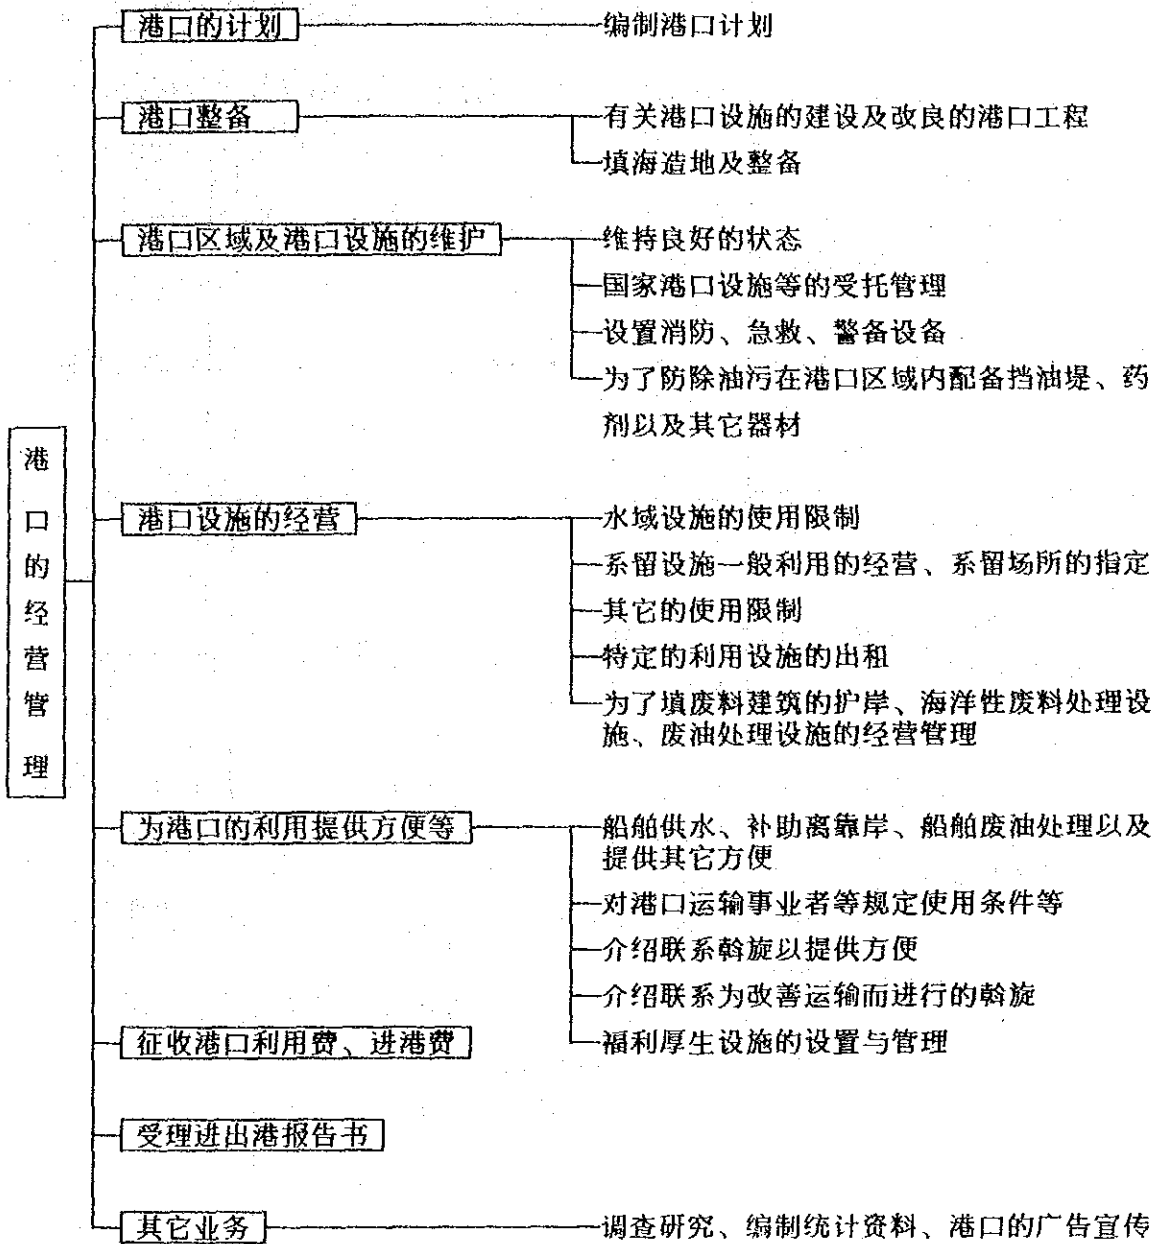 港口的经营管理
港口的计划
编制港口计划
港口整备
有关港口设施的建设及改良的港口工程
填海造地及整备
港口区域及港口设施的维护
维持良好的状态
国家港口设施等的受托管理
设置消防、急救、警备设备
为了防除油污在港口区域内配备挡油堤、药
剂以及其它器材
港口设施的经营
水域设施的使用限制
系留设施一般利用的经营、系留场所的指定
其它的使用限制
特定的利用设施的出租
为了填废料建筑的护岸、海洋性废料处理设
施、废油处理设施的经营管理
为港口的利用提供方便等
船舶供水、补助离靠岸、船舶废油处理以及
提供其它方便
对港口运输事业者等规定使用条件等
介绍联系斡旋以提供方便
介绍联系为改善运输而进行的斡旋
福利厚生设施的设置与管理
征收港口利用费、进港费
受理进出港报告书
其它业务
调查研究、编制统计资料、港口的广告宣传